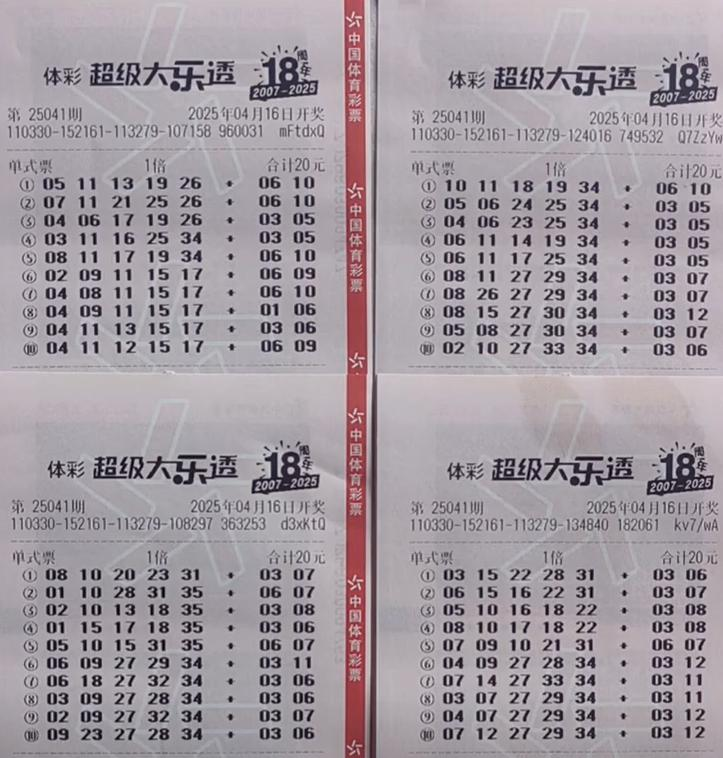 体彩 超级大乐透 18周年
2007-2025
第 25041期 2025年04月16日开奖
110330-152161-113279-107158 960031 mFtdxQ
单式票 1倍 合计20元
① 05 11 13 19 26 + 06 10
② 07 11 21 25 26 + 06 10
③ 04 06 17 19 26 + 03 05
④ 03 11 16 25 34 + 03 05
⑤ 08 11 17 19 34 + 06 10
⑥ 02 09 11 15 17 + 06 09
⑦ 04 08 11 15 17 + 06 10
⑧ 04 09 11 15 17 + 01 06
⑨ 04 11 13 15 17 + 03 06
⑩ 04 11 12 15 17 + 06 09
中国体育彩票
中国体育彩票
体彩 超级大乐透 18周年
2007-2025
第 25041期 2025年04月16日开奖
110330-152161-113279-124016 749532 Q7ZzYw
单式票 1倍 合计20元
① 10 11 18 19 34 + 06 10
② 05 06 24 25 34 + 03 05
③ 04 06 23 25 34 + 03 05
④ 06 11 14 19 34 + 03 05
⑤ 06 11 17 25 34 + 03 05
⑥ 08 11 27 29 34 + 03 07
⑦ 08 26 27 29 34 + 03 07
⑧ 08 15 27 30 34 + 03 12
⑨ 05 08 27 30 34 + 03 07
⑩ 02 10 27 33 34 + 03 06
体彩 超级大乐透 18周年
2007-2025
第 25041期 2025年04月16日开奖
110330-152161-113279-108297 363253 d3xKtQ
单式票 1倍 合计20元
① 08 10 20 23 31 + 03 07
② 01 10 28 31 35 + 06 07
③ 02 10 13 18 35 + 03 08
④ 01 15 17 18 35 + 03 06
⑤ 05 10 15 31 35 + 06 07
⑥ 06 09 27 29 34 + 03 11
⑦ 06 18 27 32 34 + 03 06
⑧ 03 09 27 28 34 + 03 06
⑨ 02 09 27 32 34 + 03 07
⑩ 09 23 27 28 34 + 03 06
中国体育彩票
中国体育彩票
体彩 超级大乐透 18周年
2007-2025
第 25041期 2025年04月16日开奖
110330-152161-113279-134840 182061 kv7/wA
单式票 1倍 合计20元
① 03 15 22 28 31 + 03 06
② 06 15 16 22 31 + 03 07
③ 05 10 16 18 22 + 03 08
④ 08 10 17 18 22 + 03 08
⑤ 07 09 10 21 31 + 06 07
⑥ 04 09 27 28 34 + 03 12
⑦ 07 14 27 33 34 + 03 11
⑧ 03 07 27 29 34 + 03 11
⑨ 04 07 27 29 34 + 03 12
⑩ 07 12 27 29 34 + 03 12